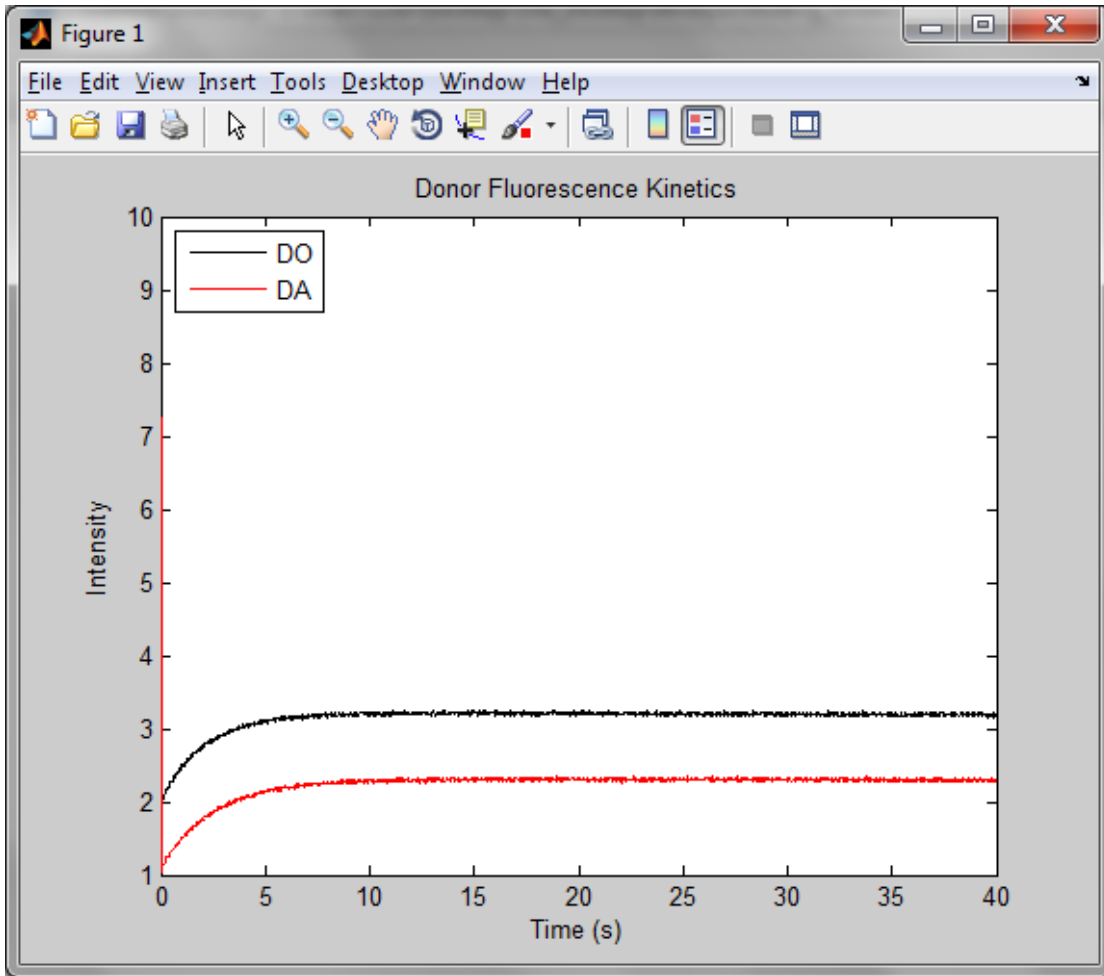 Figure 1
File Edit View Insert Tools Desktop Window Help
Donor Fluorescence Kinetics
DO
DA
10
9
8
7
6
5
4
3
2
1
Intensity
0 5 10 15 20 25 30 35 40
Time (s)